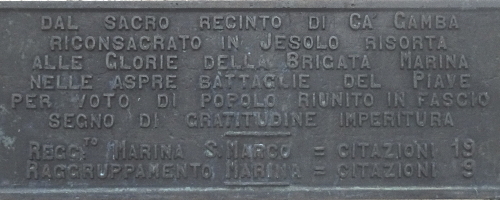 DAL SACRO RECINTO DI CA' GAMBA
RICONSACRATO IN JESOLO RISORTA
ALLE GLORIE DELLA BRIGATA MARINA
NELLE ASPRE BATTAGLIE DEL PIAVE
PER VOTO DI POPOLO RIUNITO IN FASCIO
SEGNO DI GRATITUDINE IMPERITURA
REGG.TO MARINA S. MARCO = CITAZIONI 19
RAGGRUPPAMENTO MARINA = CITAZIONI 9